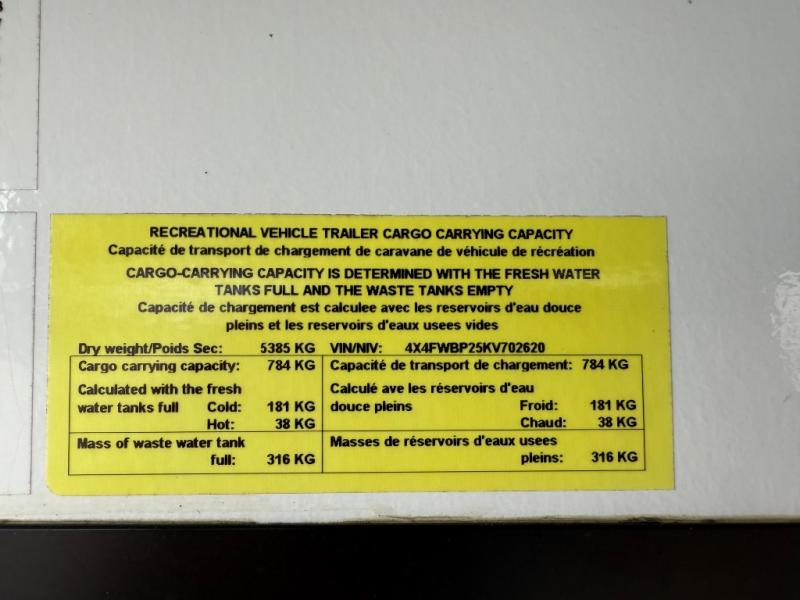 RECREATIONAL VEHICLE TRAILER CARGO CARRYING CAPACITY
Capacité de transport de chargement de caravane de véhicule de récréation
CARGO-CARRYING CAPACITY IS DETERMINED WITH THE FRESH WATER
TANKS FULL AND THE WASTE TANKS EMPTY
Capacité de chargement est calculee avec les reservoirs d'eau douce
pleins et les reservoirs d'eaux usees vides
Dry weight/Poids Sec: 5385 KG VIN/NIV: 4X4FWBP25KV702620
Cargo carrying capacity: 784 KG Capacité de transport de chargement: 784 KG
Calculated with the fresh Calculé ave les réservoirs d'eau
water tanks full Cold: 181 KG douce pleins Froid: 181 KG
Hot: 38 KG Chaud: 38 KG
Mass of waste water tank Masses de réservoirs d'eaux usees
full: 316 KG pleins: 316 KG